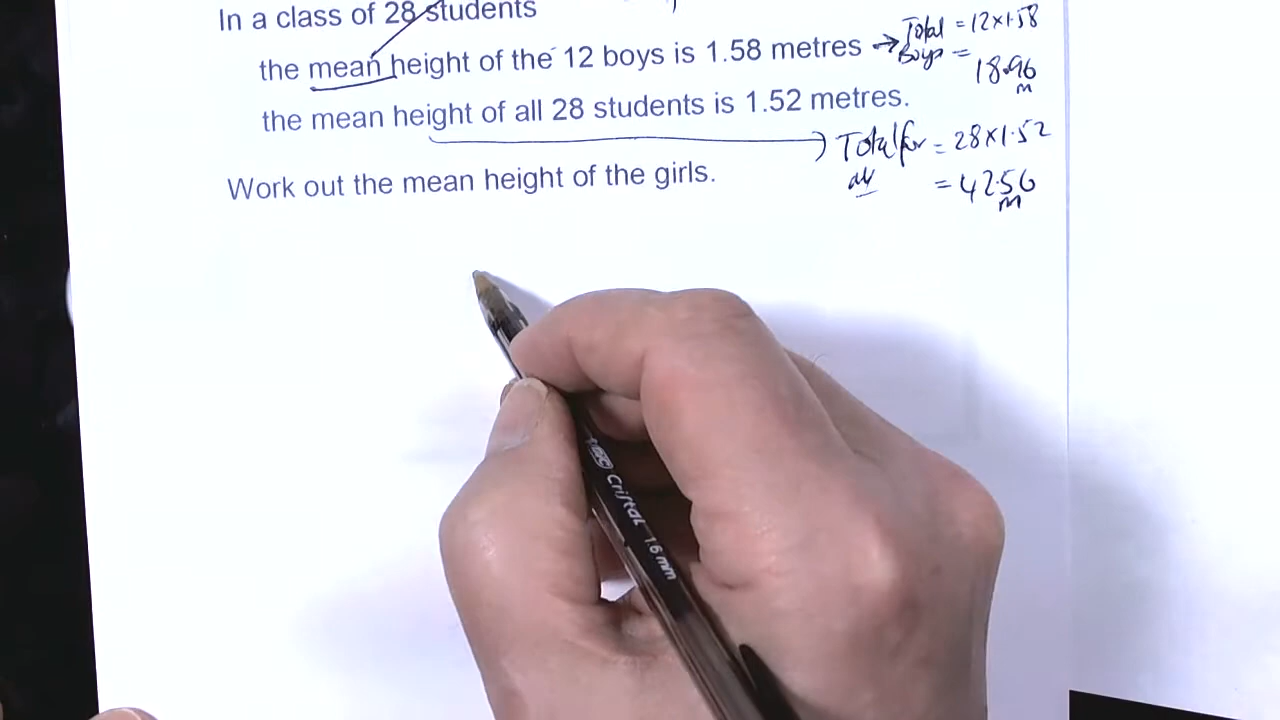 In a class of 28 students
the mean height of the 12 boys is 1.58 metres → Total Boys = 12×1.58
= 18.96 m
the mean height of all 28 students is 1.52 metres.
Total for all = 28×1.52
= 42.56 m
Work out the mean height of the girls.
BIC Cristal 1.6 mm